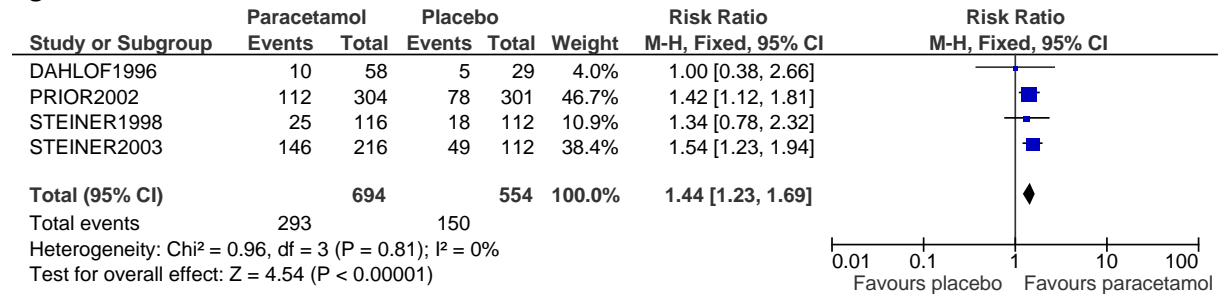 Paracetamol Placebo Risk Ratio Risk Ratio
Study or Subgroup Events Total Events Total Weight M-H, Fixed, 95% CI M-H, Fixed, 95% CI
DAHLOF1996 10 58 5 29 4.0% 1.00 [0.38, 2.66]
PRIOR2002 112 304 78 301 46.7% 1.42 [1.12, 1.81]
STEINER1998 25 116 18 112 10.9% 1.34 [0.78, 2.32]
STEINER2003 146 216 49 112 38.4% 1.54 [1.23, 1.94]
Total (95% CI) 694 554 100.0% 1.44 [1.23, 1.69]
Total events 293 150
Heterogeneity: Chi² = 0.96, df = 3 (P = 0.81); I² = 0%
Test for overall effect: Z = 4.54 (P < 0.00001)
0.01 0.1 1 10 100
Favours placebo Favours paracetamol